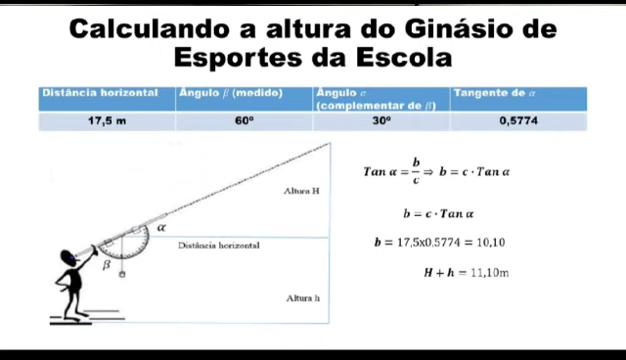 Calculando a altura do Ginásio de
Esportes da Escola
Distância horizontal Ângulo β (medido) Ângulo α Tangente de α
(complementar de β)
17,5 m 60º 30º 0,5774
Tan α = b/c ⇒ b = c · Tan α
Altura H
b = c · Tan α
α
Distância horizontal
b = 17,5x0,5774 = 10,10
β
H + h = 11,10m
Altura h